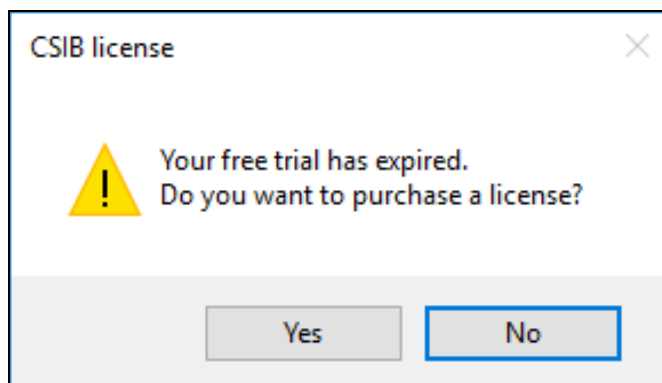 CSIB license
Your free trial has expired.
Do you want to purchase a license?
Yes
No